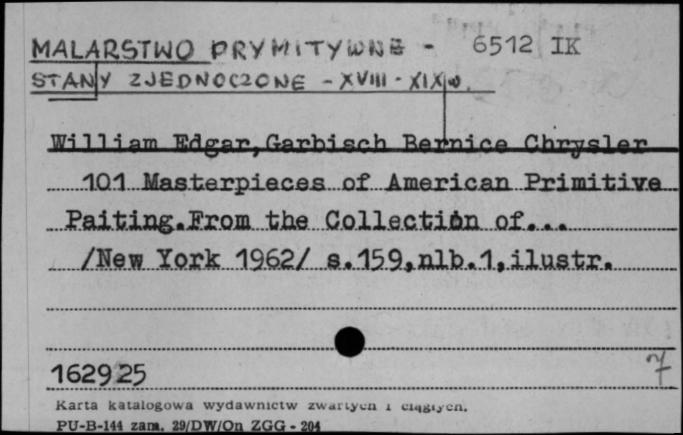 MALARSTWO PRYMITYWNE - 6512 IK
STANY ZJEDNOCZONE - XVIII - XIX w.
William Edgar,Garbisch Bernice Chrysler
101 Masterpieces of American Primitive
Paiting.From the Collection of...
/New York 1962/ s.159,nlb.1,ilustr.
162925
7
Karta katalogowa wydawnictw zwartych i ciągłych.
PU-B-144 zam. 29/DW/On ZGG - 204